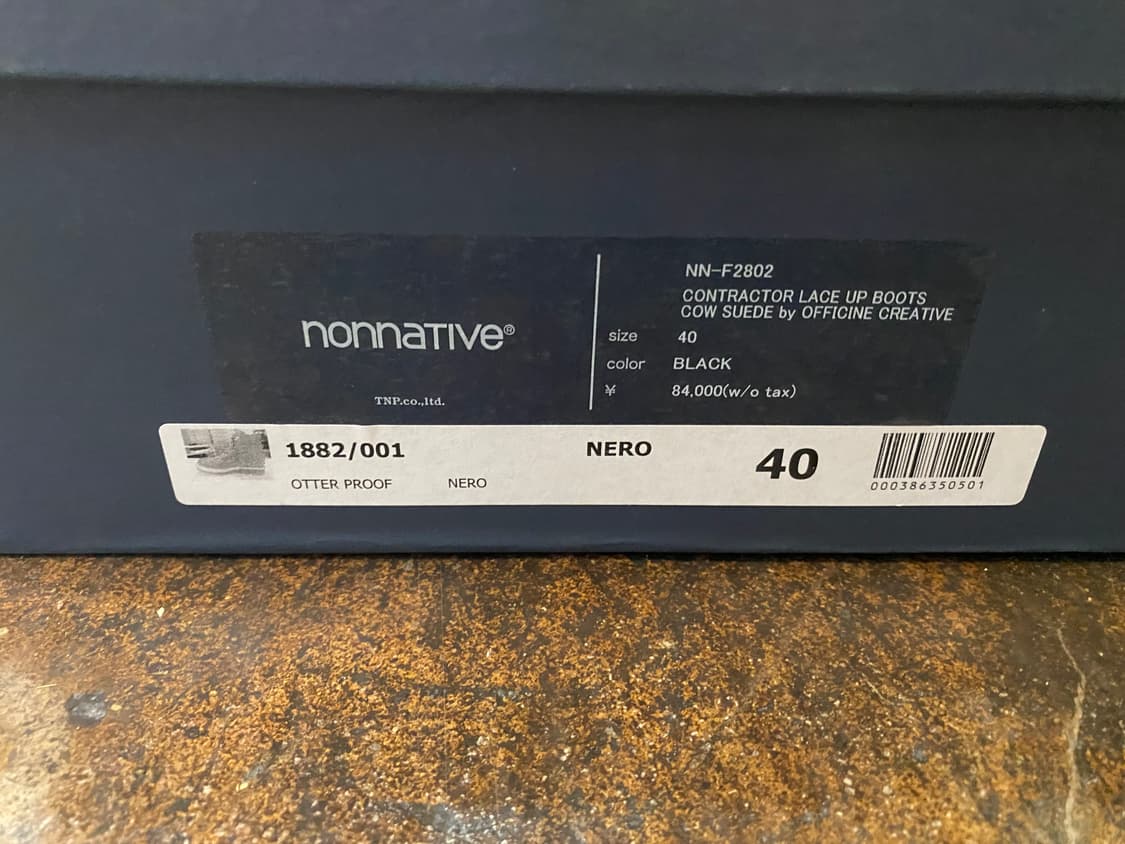 nonnative®
TNP.co.,ltd.
NN-F2802
CONTRACTOR LACE UP BOOTS
COW SUEDE by OFFICINE CREATIVE
size 40
color BLACK
¥ 84,000(w/o tax)
1882/001 NERO 40
OTTER PROOF NERO
000386350501